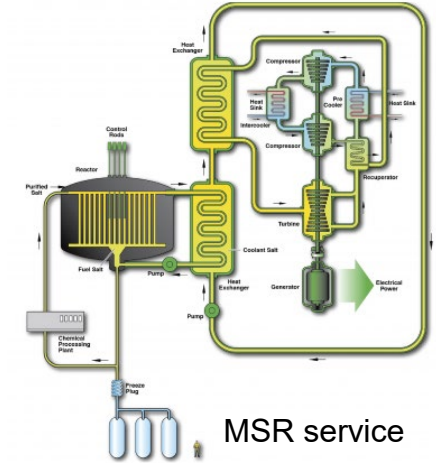 Heat
Exchanger
Compressor
Heat
Sink
Pre
Cooler
Heat Sink
Intercooler
Compressor
Recuperator
Control
Rods
Reactor
Purified
Salt
Turbine
Coolant Salt
Fuel Salt
Pump
Heat
Exchanger
Generator
Electrical
Power
Pump
Chemical
Processing
Plant
Freeze
Plug
MSR service